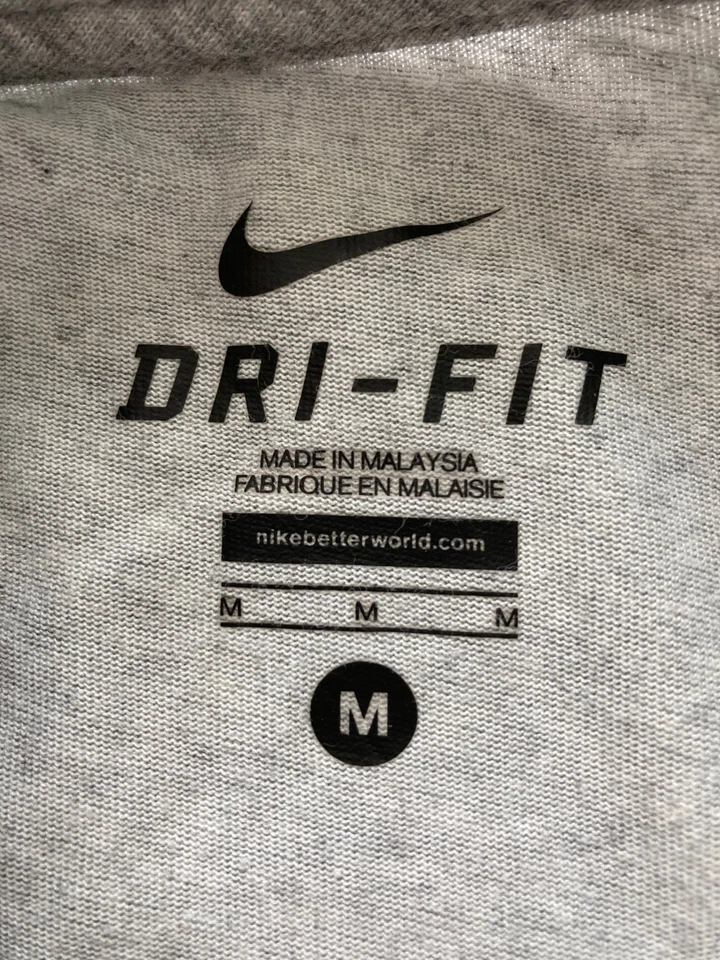 DRI-FIT
MADE IN MALAYSIA
FABRIQUE EN MALAISIE
nikebetterworld.com
M M M
M